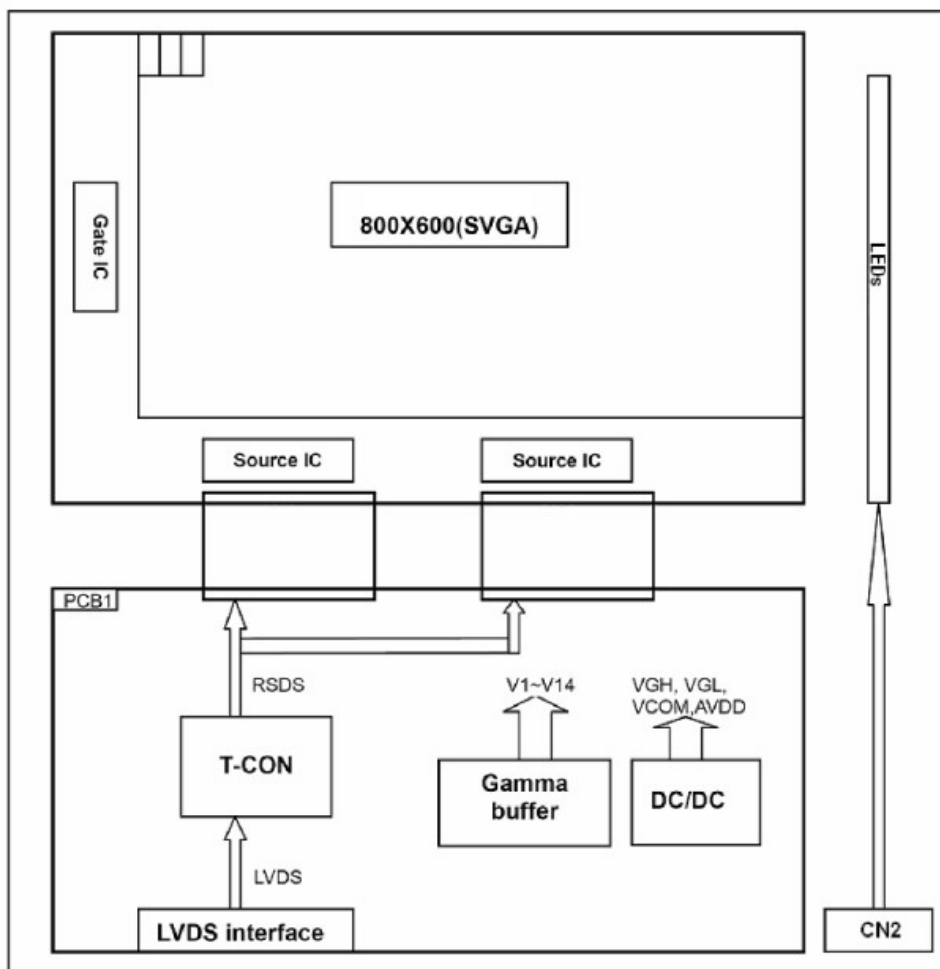 800X600(SVGA)
Gate IC
LEDs
Source IC
Source IC
PCB1
RSDS
V1~V14
VGH, VGL,
VCOM,AVDD
T-CON
Gamma
buffer
DC/DC
LVDS
LVDS interface
CN2